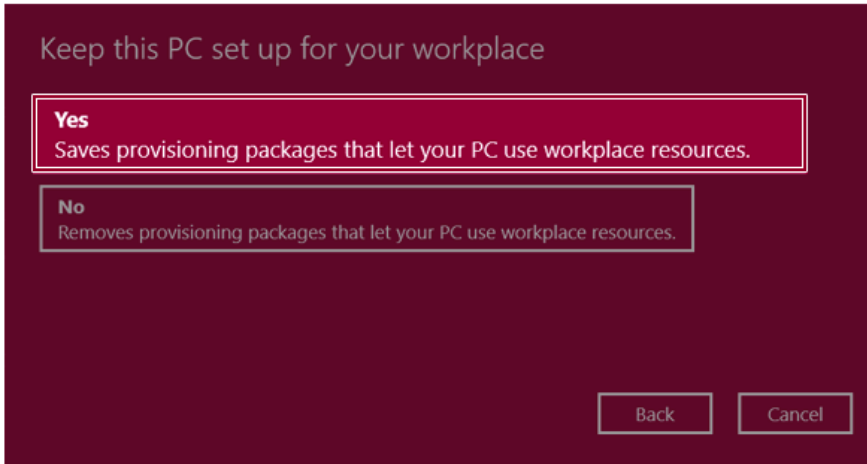 Keep this PC set up for your workplace
Yes
Saves provisioning packages that let your PC use workplace resources.
No
Removes provisioning packages that let your PC use workplace resources.
Back
Cancel